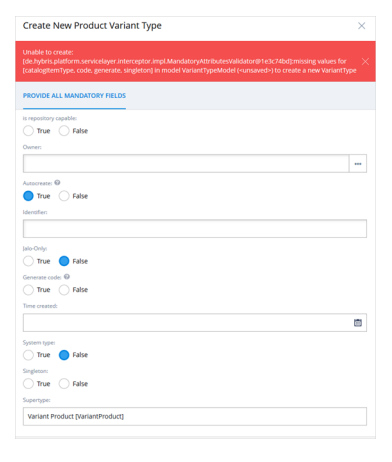 Create New Product Variant Type
Unable to create:
[de.hybris.platform.servicelayer.interceptor.impl.MandatoryAttributesValidator@1e3c74bd]:missing values for
[catalogItemType, code, generate, singleton] in model VariantTypeModel (<unsaved>) to create a new VariantType
PROVIDE ALL MANDATORY FIELDS
Is repository capable:
True False
Owner:
Autocreate:
True False
Identifier:
Jalo-Only:
True False
Generate code:
True False
Time created:
System type:
True False
Singleton:
True False
Supertype:
Variant Product [VariantProduct]